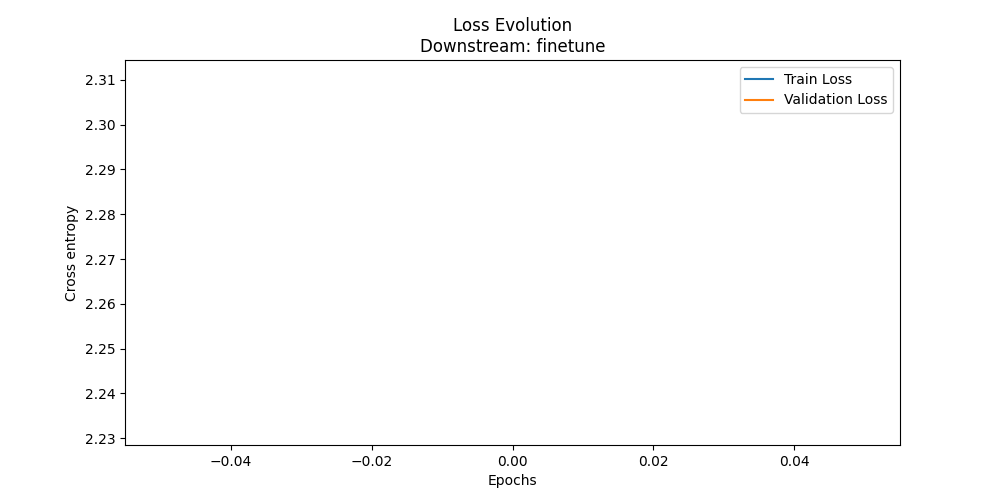 Loss Evolution
Downstream: finetune
Train Loss
Validation Loss
2.31
2.30
2.29
2.28
2.27
2.26
2.25
2.24
2.23
Cross entropy
−0.04 −0.02 0.00 0.02 0.04
Epochs